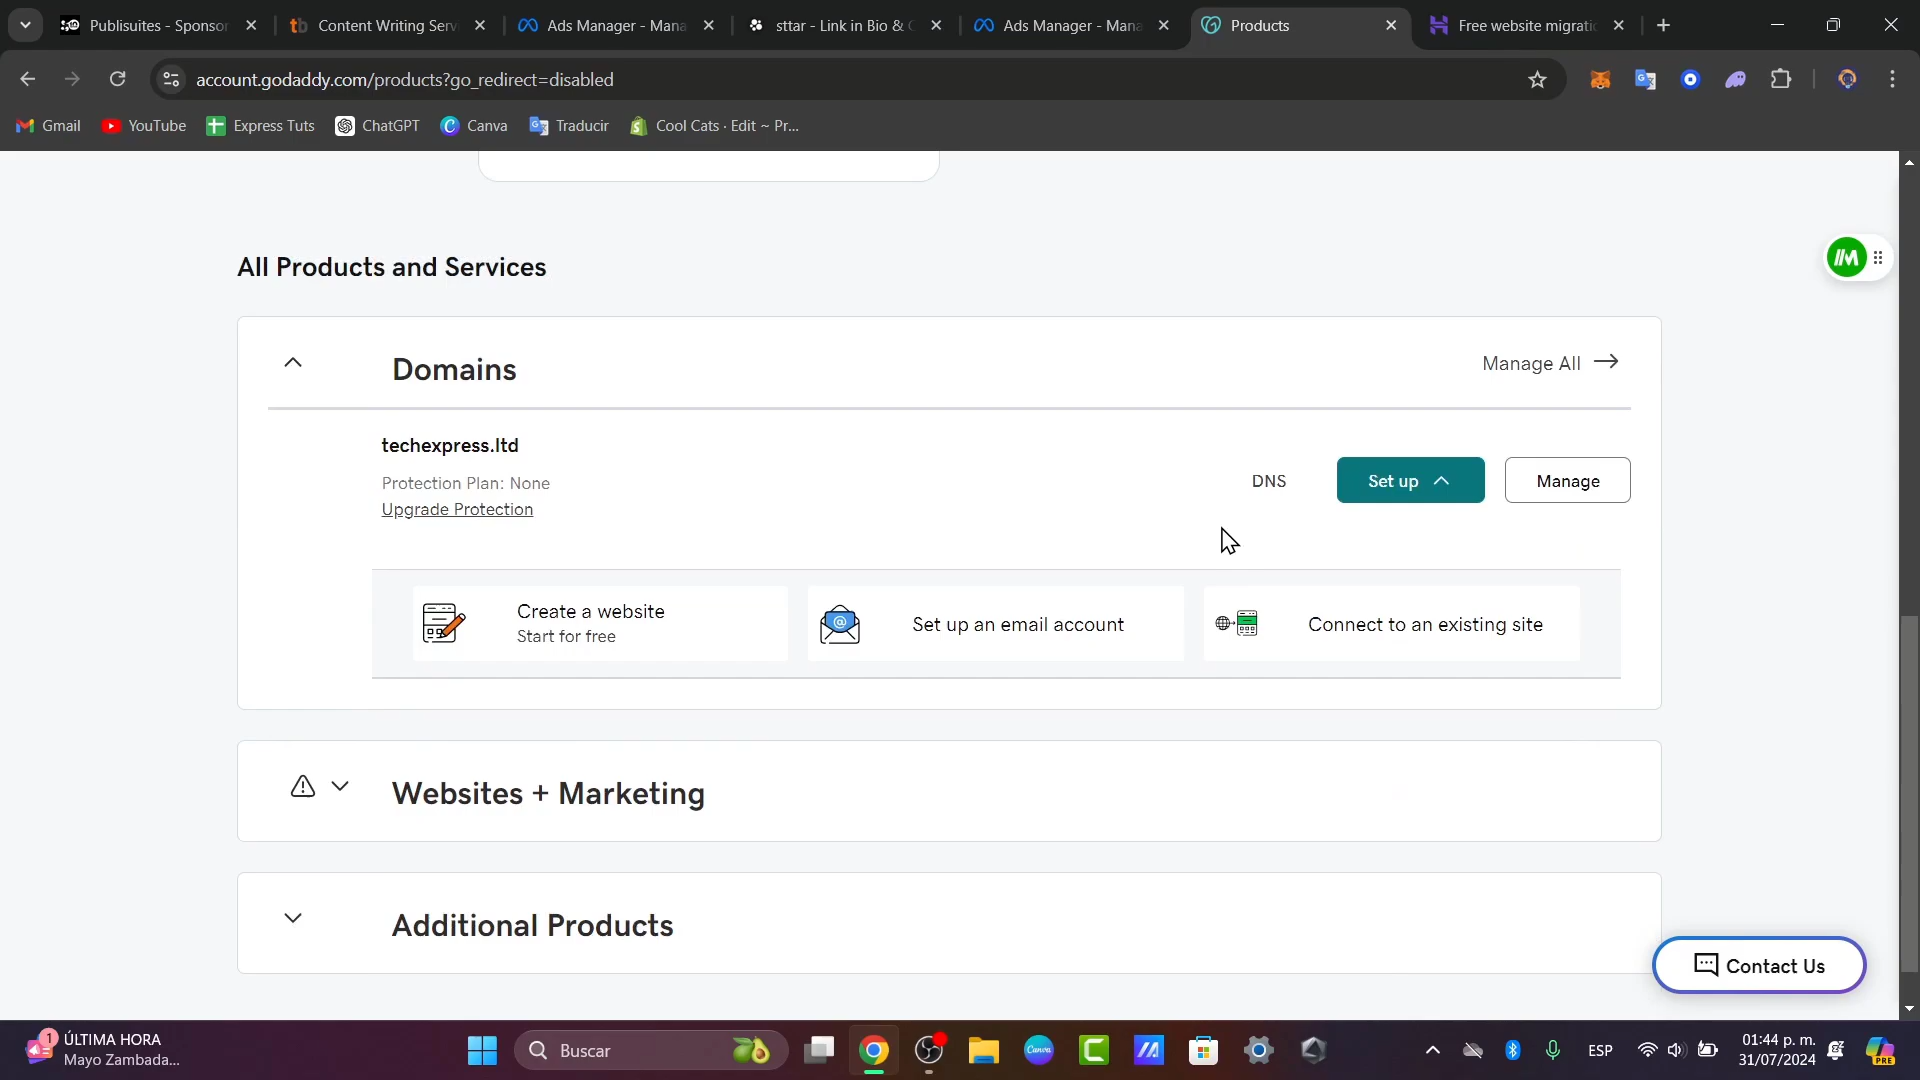 Publisuites - Sponsor
Content Writing Serv
Ads Manager - Mana
sttar - Link in Bio & C
Ads Manager - Mana
Products
Free website migratio
account.godaddy.com/products?go_redirect=disabled
Gmail
YouTube
Express Tuts
ChatGPT
Canva
Traducir
Cool Cats · Edit ~ Pr...
All Products and Services
Domains
Manage All
techexpress.ltd
Protection Plan: None
Upgrade Protection
DNS
Set up
Manage
Create a website
Start for free
Set up an email account
Connect to an existing site
Websites + Marketing
Additional Products
Contact Us
1
ÚLTIMA HORA
Mayo Zambada...
Buscar
Canva
ESP
01:44 p. m.
31/07/2024
PRE